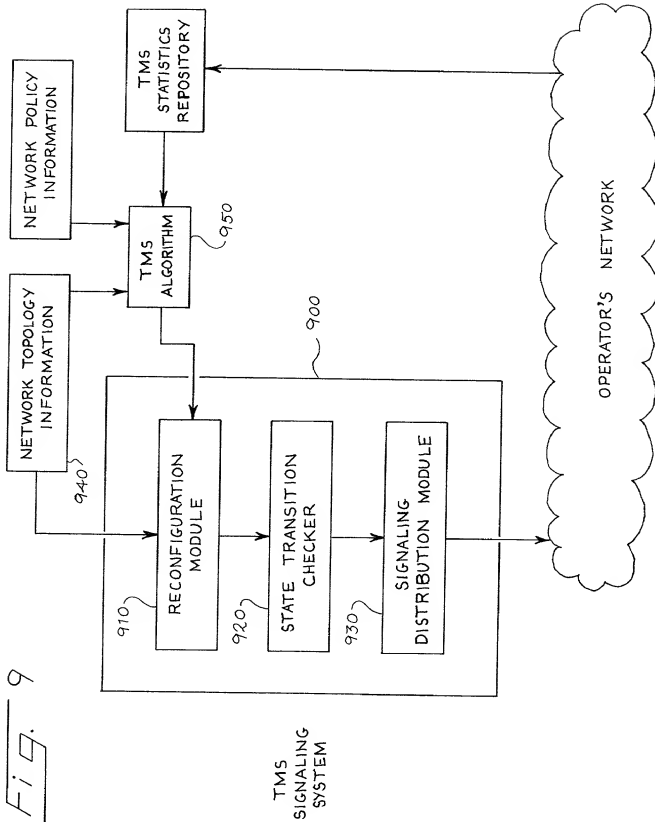 Fig. 9
NETWORK POLICY
INFORMATION
NETWORK TOPOLOGY
INFORMATION
940
TMS
STATISTICS
REPOSITORY
TMS
ALGORITHM
950
900
TMS
SIGNALING
SYSTEM
910
RECONFIGURATION
MODULE
920
STATE TRANSITION
CHECKER
930
SIGNALING
DISTRIBUTION MODULE
OPERATOR'S NETWORK